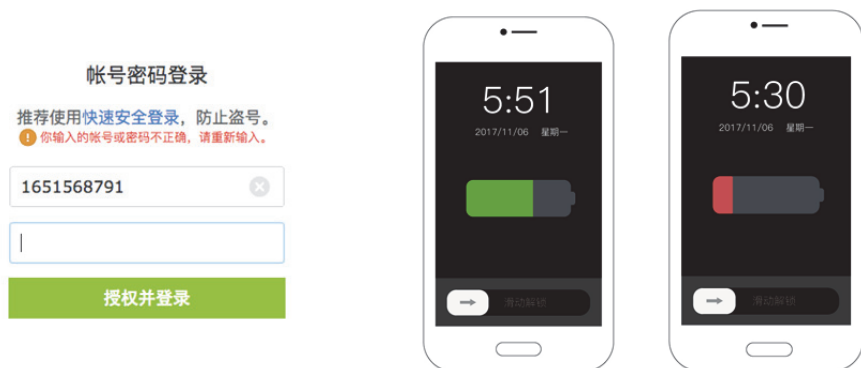 帐号密码登录
推荐使用快速安全登录，防止盗号。
你输入的帐号或密码不正确，请重新输入。
1651568791
授权并登录
5:51
2017/11/06 星期一
滑动解锁
5:30
2017/11/06 星期一
滑动解锁